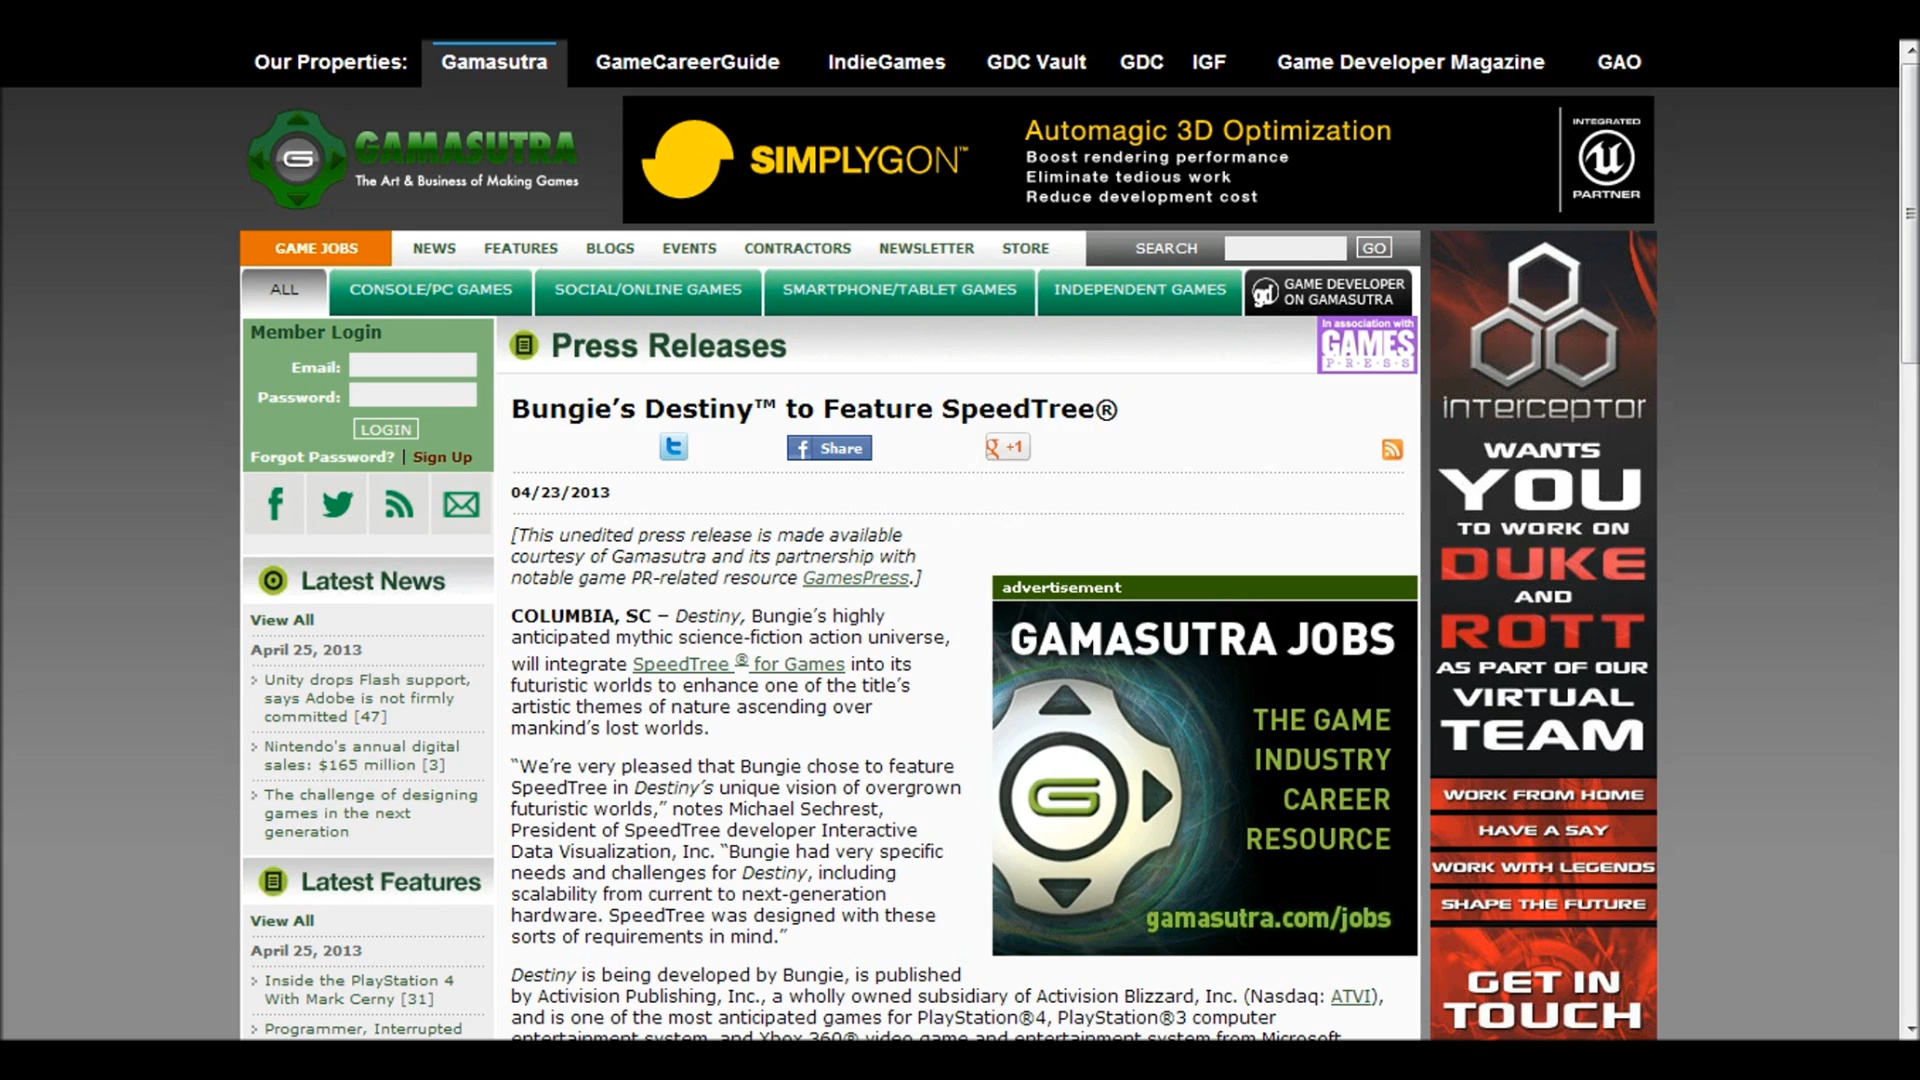 Our Properties: Gamasutra GameCareerGuide IndieGames GDC Vault GDC IGF Game Developer Magazine GAO
GAMASUTRA
The Art & Business of Making Games
SIMPLYGON™
Automagic 3D Optimization
Boost rendering performance
Eliminate tedious work
Reduce development cost
INTEGRATED
PARTNER
GAME JOBS NEWS FEATURES BLOGS EVENTS CONTRACTORS NEWSLETTER STORE SEARCH GO
ALL CONSOLE/PC GAMES SOCIAL/ONLINE GAMES SMARTPHONE/TABLET GAMES INDEPENDENT GAMES gd GAME DEVELOPER
ON GAMASUTRA
Member Login
Email:
Password:
LOGIN
Forgot Password? | Sign Up
Latest News
View All
April 25, 2013
Unity drops Flash support,
says Adobe is not firmly
committed [47]
Nintendo's annual digital
sales: $165 million [3]
The challenge of designing
games in the next
generation
Latest Features
View All
April 25, 2013
Inside the PlayStation 4
With Mark Cerny [31]
Programmer, Interrupted
Press Releases
In association with
GAMES
P·R·E·S·S
Bungie’s Destiny™ to Feature SpeedTree®
Share
g +1
04/23/2013
[This unedited press release is made available
courtesy of Gamasutra and its partnership with
notable game PR-related resource GamesPress.]
COLUMBIA, SC – Destiny, Bungie’s highly
anticipated mythic science-fiction action universe,
will integrate SpeedTree ® for Games into its
futuristic worlds to enhance one of the title’s
artistic themes of nature ascending over
mankind’s lost worlds.
“We’re very pleased that Bungie chose to feature
SpeedTree in Destiny’s unique vision of overgrown
futuristic worlds,” notes Michael Sechrest,
President of SpeedTree developer Interactive
Data Visualization, Inc. “Bungie had very specific
needs and challenges for Destiny, including
scalability from current to next-generation
hardware. SpeedTree was designed with these
sorts of requirements in mind.”
Destiny is being developed by Bungie, is published
by Activision Publishing, Inc., a wholly owned subsidiary of Activision Blizzard, Inc. (Nasdaq: ATVI),
and is one of the most anticipated games for PlayStation®4, PlayStation®3 computer
entertainment system, and Xbox 360® video game and entertainment system from Microsoft.
advertisement
GAMASUTRA JOBS
THE GAME
INDUSTRY
CAREER
RESOURCE
gamasutra.com/jobs
interceptor
WANTS
YOU
TO WORK ON
DUKE
AND
ROTT
AS PART OF OUR
VIRTUAL
TEAM
WORK FROM HOME
HAVE A SAY
WORK WITH LEGENDS
SHAPE THE FUTURE
GET IN
TOUCH